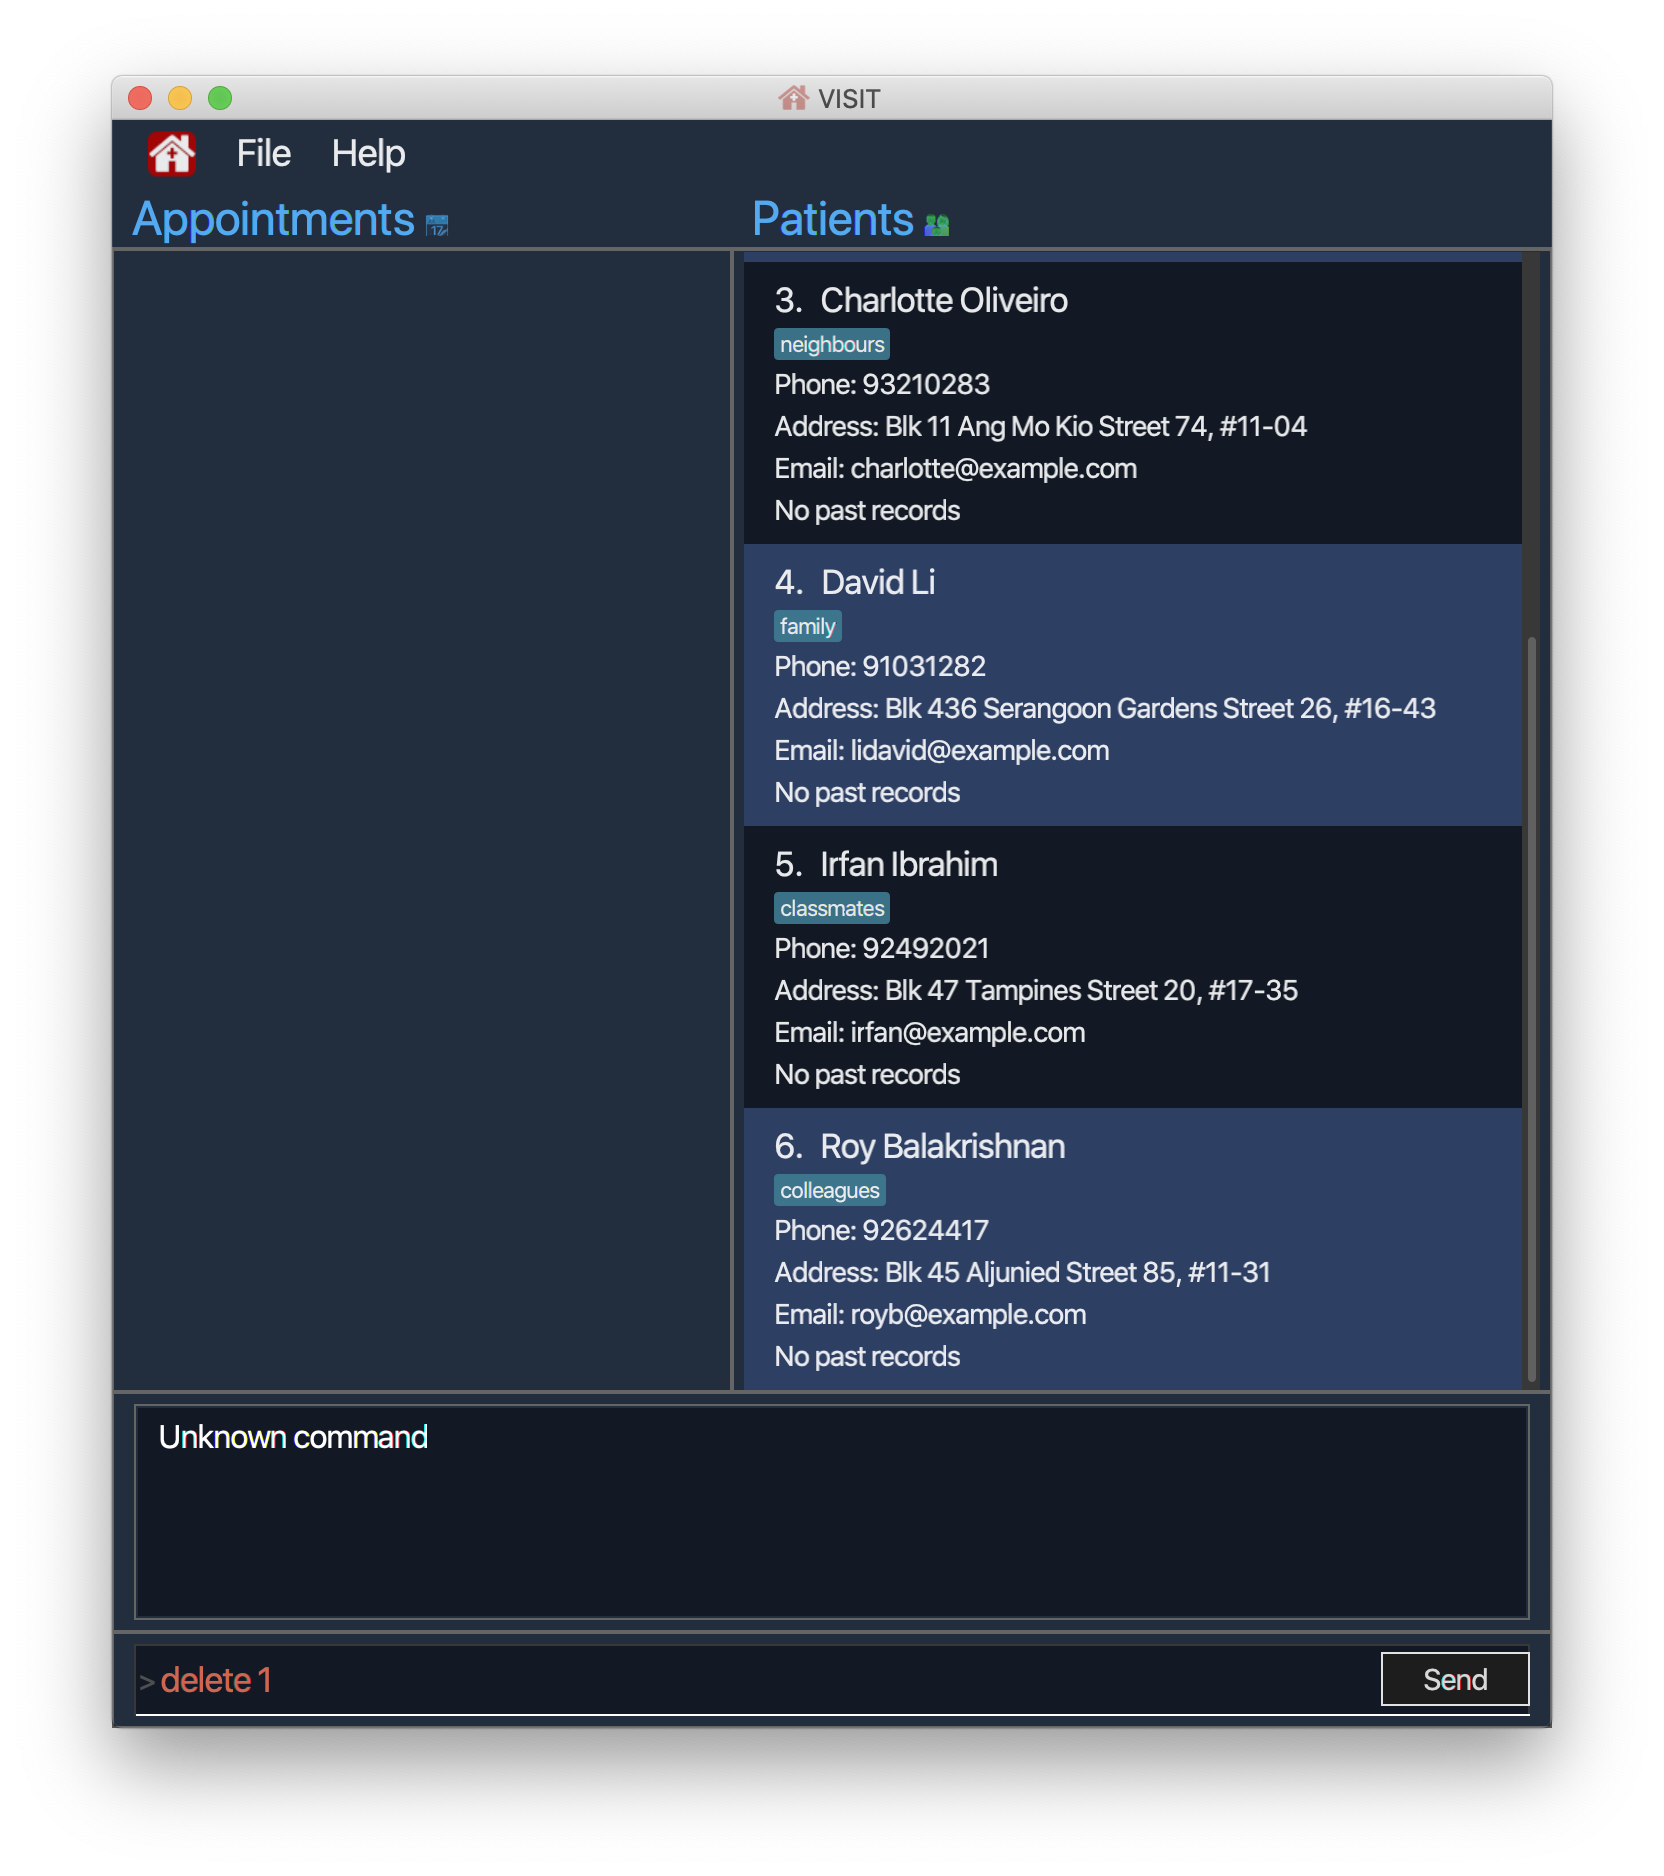 VISIT
File Help
Appointments
Patients
3. Charlotte Oliveiro
neighbours
Phone: 93210283
Address: Blk 11 Ang Mo Kio Street 74, #11-04
Email: charlotte@example.com
No past records
4. David Li
family
Phone: 91031282
Address: Blk 436 Serangoon Gardens Street 26, #16-43
Email: lidavid@example.com
No past records
5. Irfan Ibrahim
classmates
Phone: 92492021
Address: Blk 47 Tampines Street 20, #17-35
Email: irfan@example.com
No past records
6. Roy Balakrishnan
colleagues
Phone: 92624417
Address: Blk 45 Aljunied Street 85, #11-31
Email: royb@example.com
No past records
Unknown command
> delete 1
Send